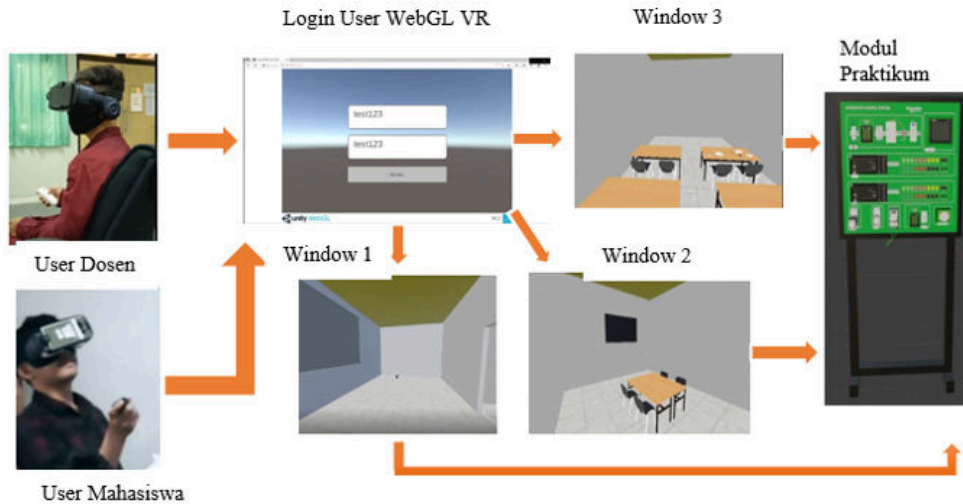 Login User WebGL VR
Window 3
Modul
Praktikum
test123
test123
unity WebGL
User Dosen
Window 1
Window 2
User Mahasiswa